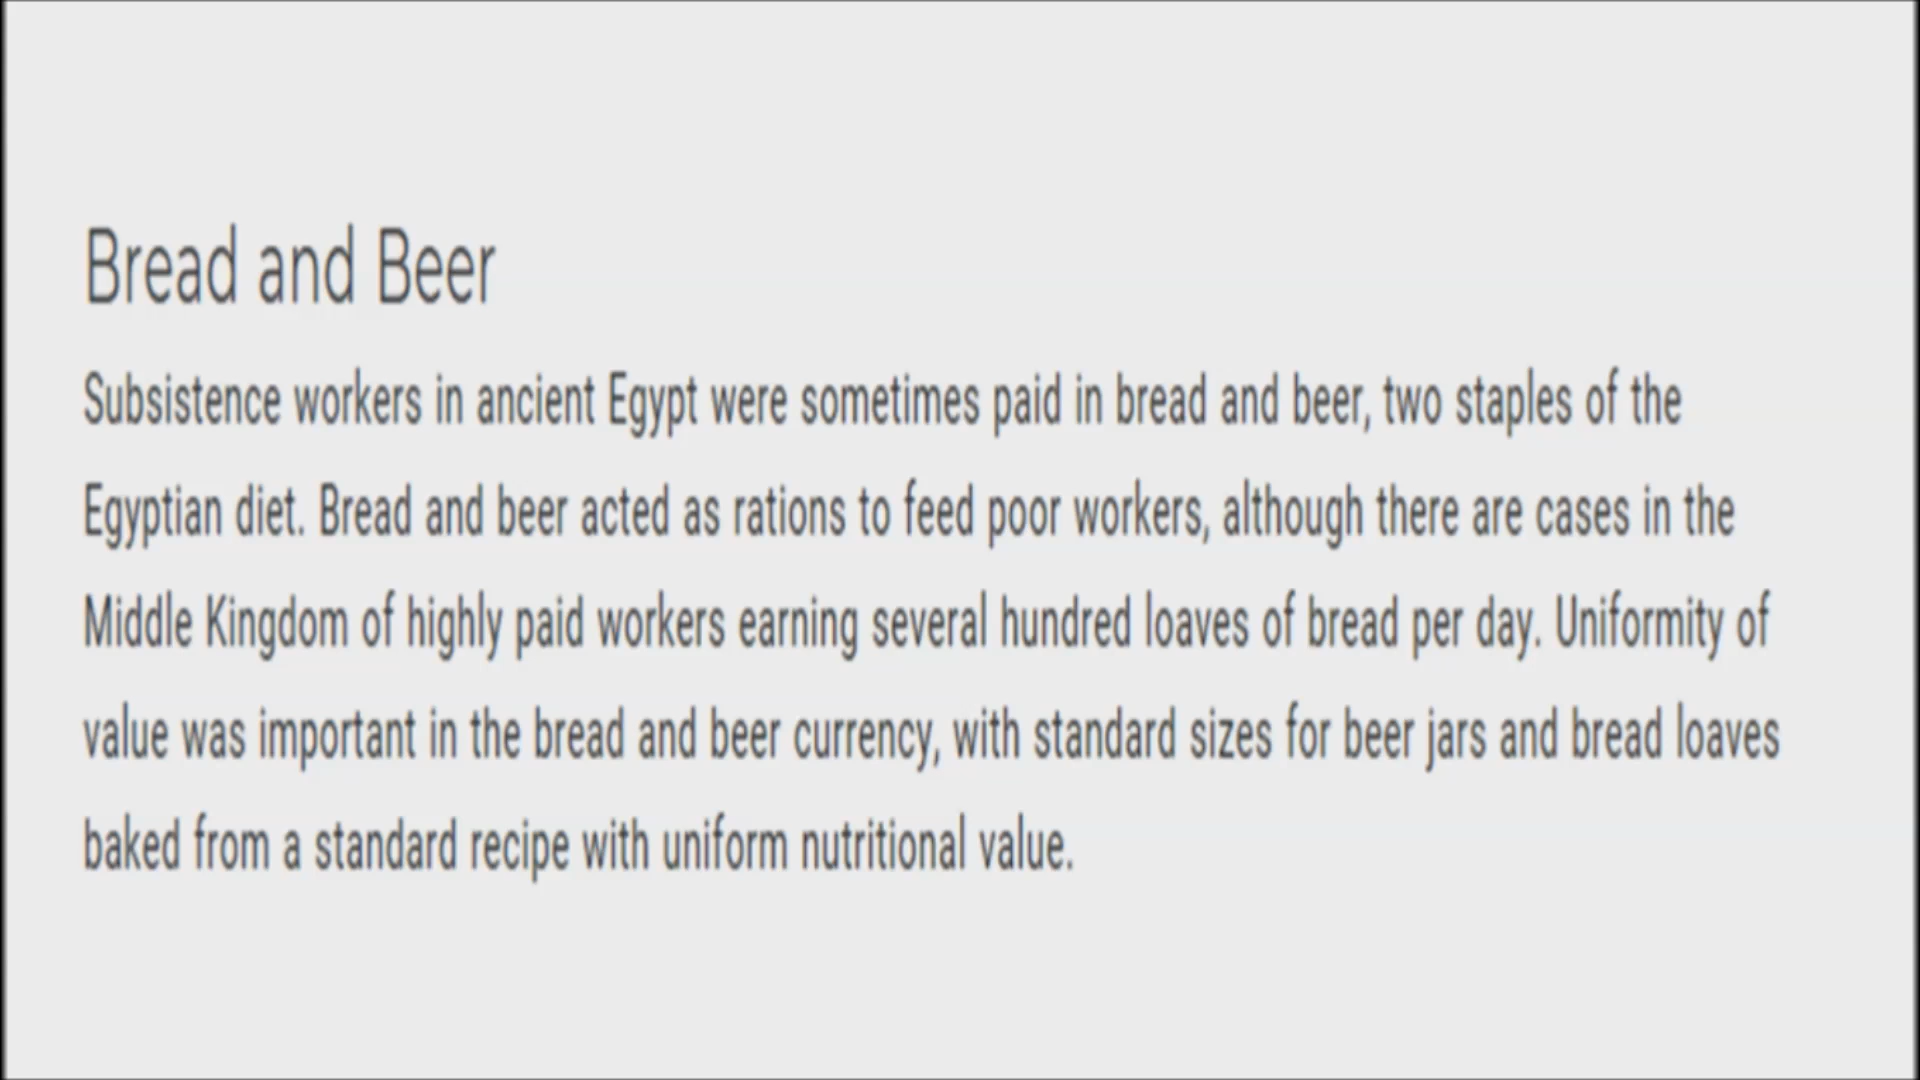 Bread and Beer
Subsistence workers in ancient Egypt were sometimes paid in bread and beer, two staples of the
Egyptian diet. Bread and beer acted as rations to feed poor workers, although there are cases in the
Middle Kingdom of highly paid workers earning several hundred loaves of bread per day. Uniformity of
value was important in the bread and beer currency, with standard sizes for beer jars and bread loaves
baked from a standard recipe with uniform nutritional value.